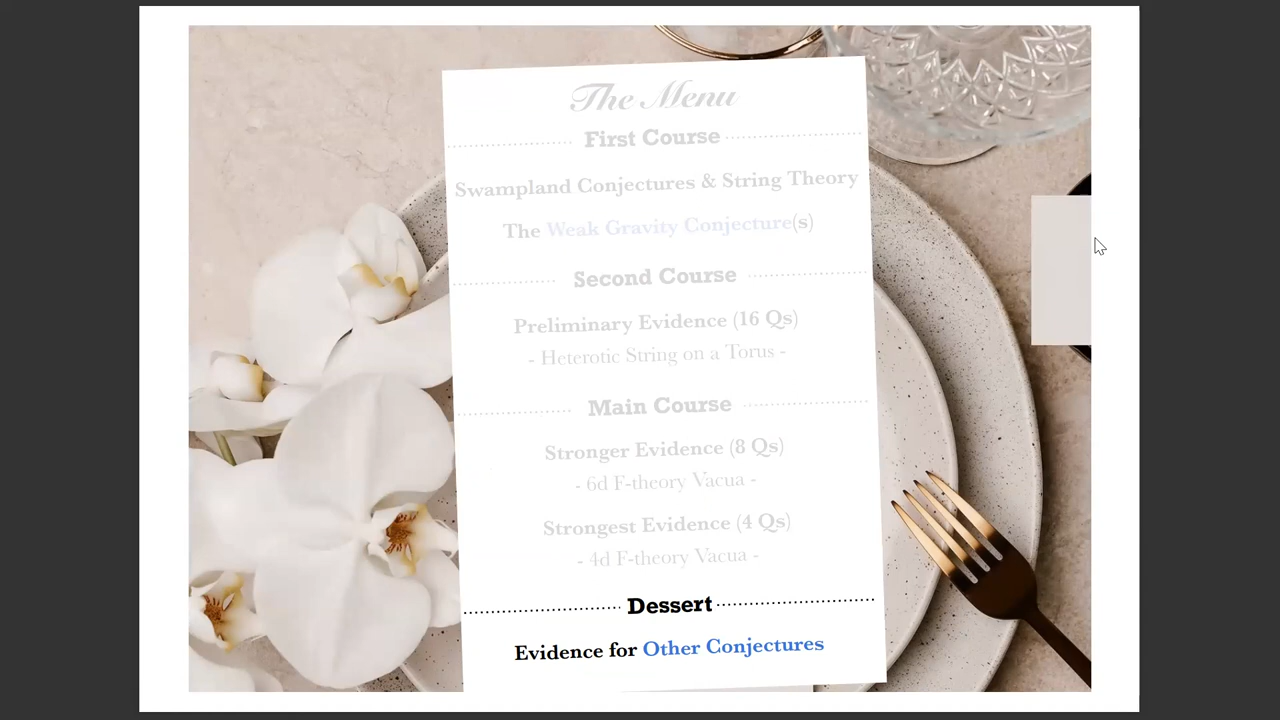 The Menu
First Course
Swampland Conjectures & String Theory
The Weak Gravity Conjecture(s)
Second Course
Preliminary Evidence (16 Qs)
- Heterotic String on a Torus -
Main Course
Stronger Evidence (8 Qs)
- 6d F-theory Vacua -
Strongest Evidence (4 Qs)
- 4d F-theory Vacua -
Dessert
Evidence for Other Conjectures